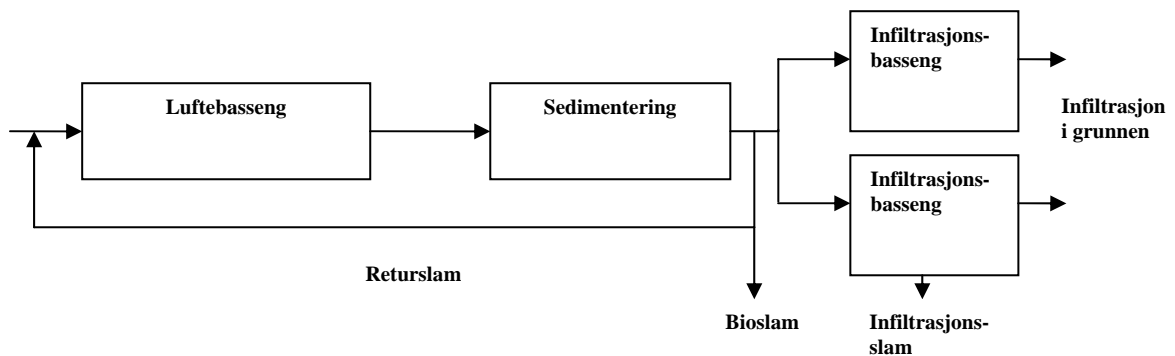 Luftebasseng
Sedimentering
Infiltrasjons-
basseng
Infiltrasjon
i grunnen
Infiltrasjons-
basseng
Returslam
Bioslam
Infiltrasjons-
slam